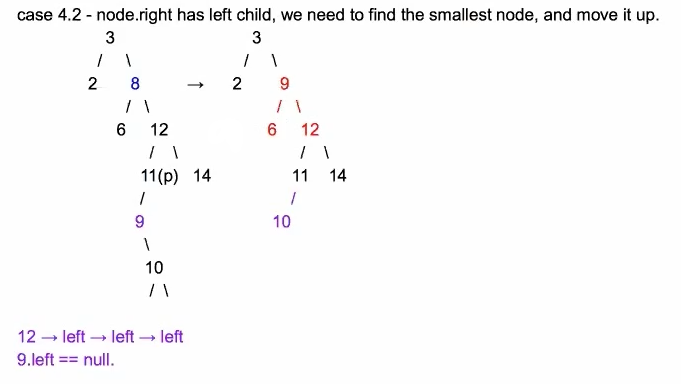 case 4.2 - node.right has left child, we need to find the smallest node, and move it up.
3 3
/ \ / \
2 8 → 2 9
/ \ / \
6 12 6 12
/ \ / \
11(p) 14 11 14
/ /
9 10
\
10
/ \
12 → left → left → left
9.left == null.